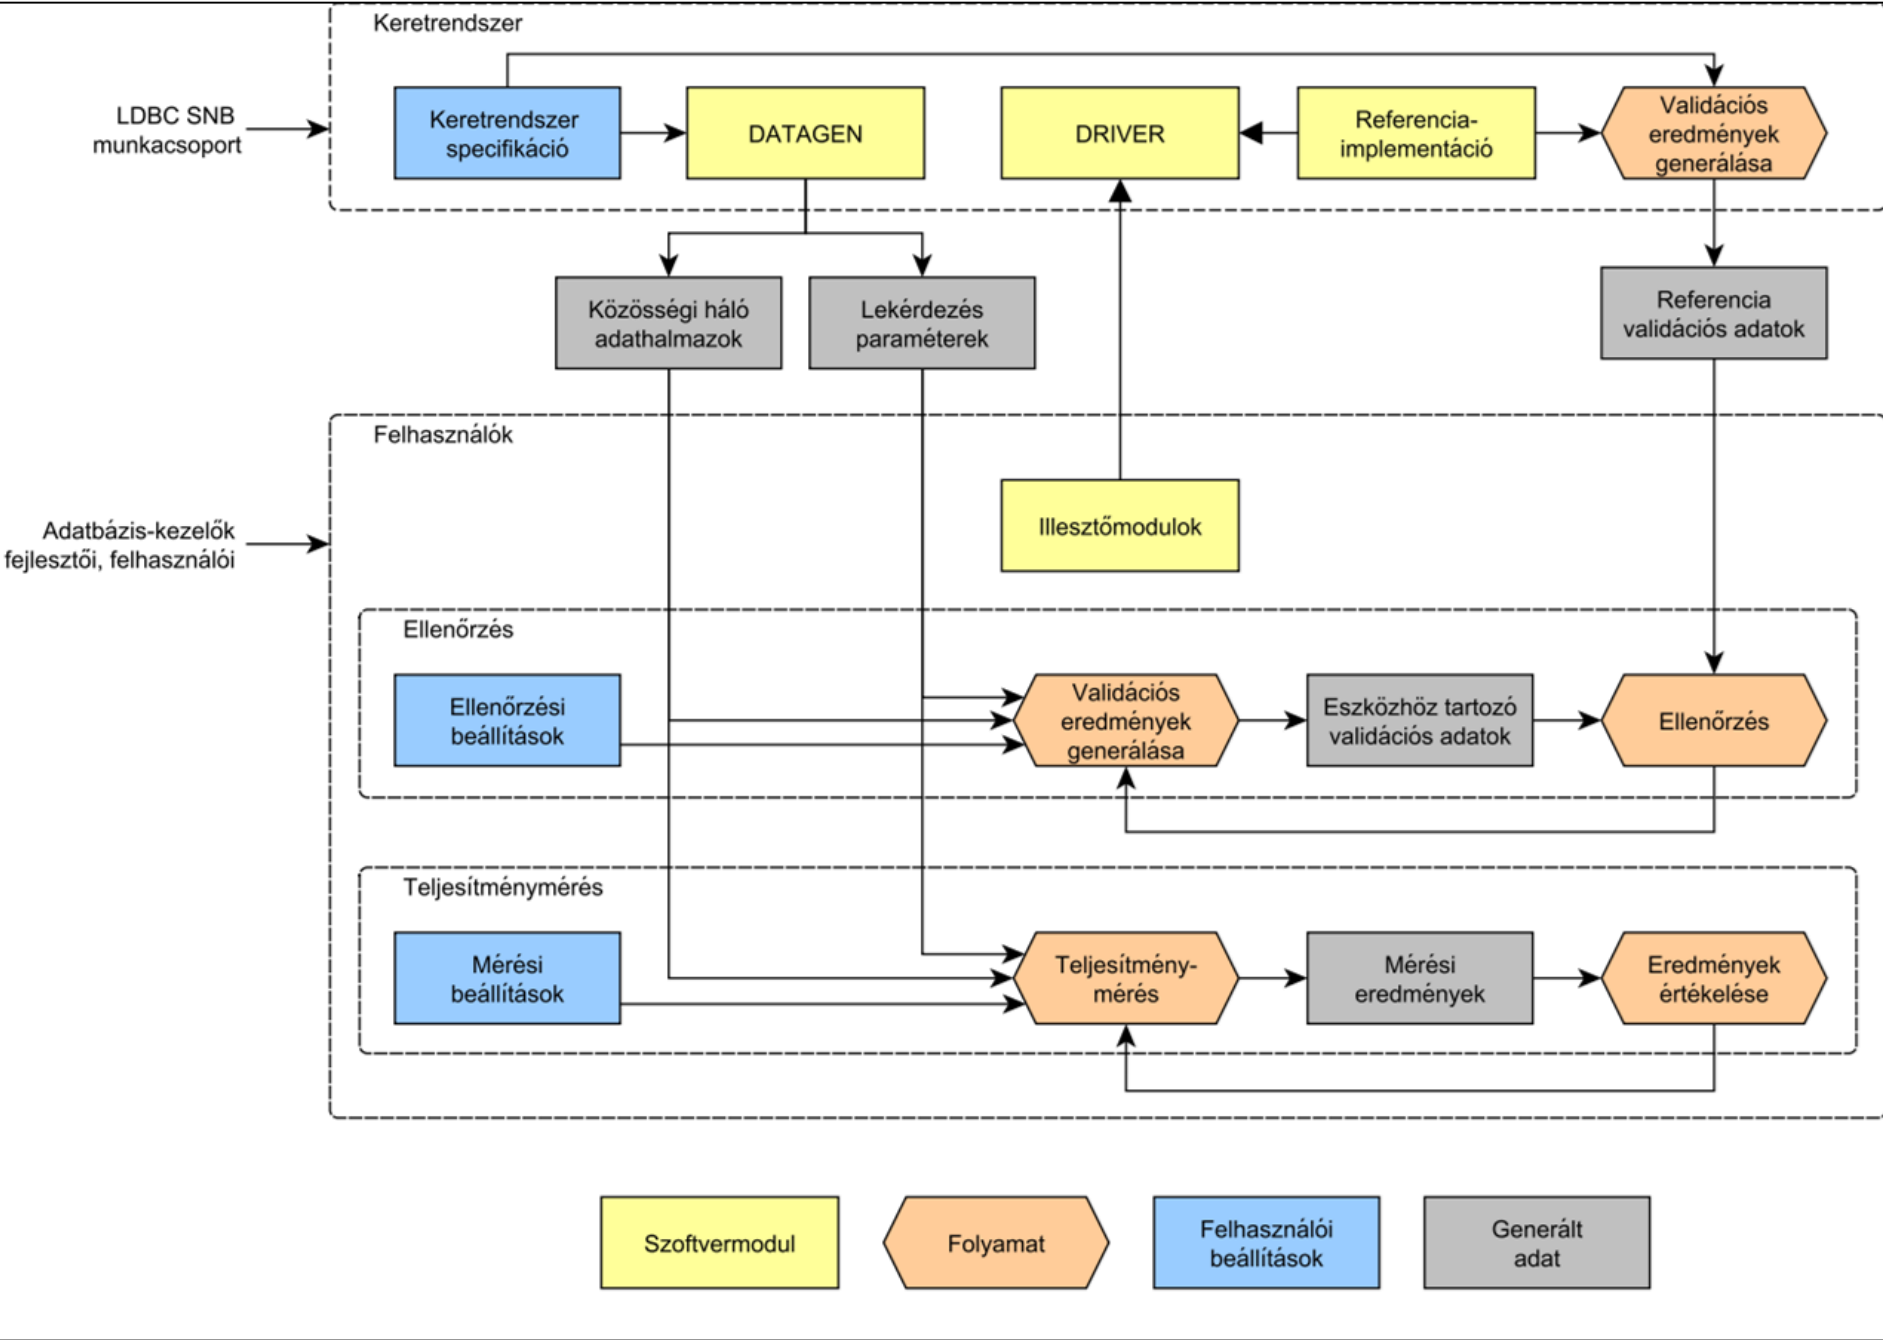 Keretrendszer
LDBC SNB
munkacsoport
Keretrendszer
specifikáció
DATAGEN
DRIVER
Referencia-
implementáció
Validációs
eredmények
generálása
Közösségi háló
adathalmazok
Lekérdezés
paraméterek
Referencia
validációs adatok
Felhasználók
Adatbázis-kezelők
fejlesztői, felhasználói
Illesztőmodulok
Ellenőrzés
Ellenőrzési
beállítások
Validációs
eredmények
generálása
Eszközhöz tartozó
validációs adatok
Ellenőrzés
Teljesítménymérés
Mérési
beállítások
Teljesítmény-
mérés
Mérési
eredmények
Eredmények
értékelése
Szoftvermodul
Folyamat
Felhasználói
beállítások
Generált
adat